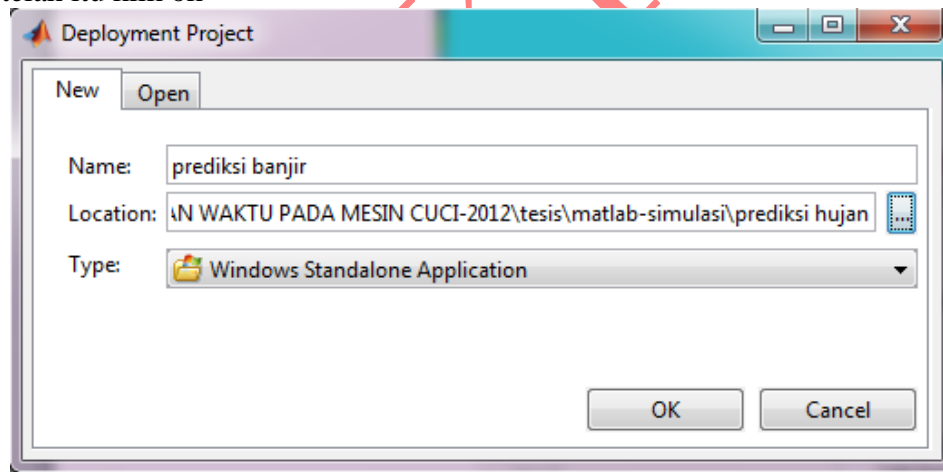 Deployment Project
New Open
Name: prediksi banjir
Location: AN WAKTU PADA MESIN CUCI-2012\tesis\matlab-simulasi\prediksi hujan ...
Type: Windows Standalone Application
OK Cancel